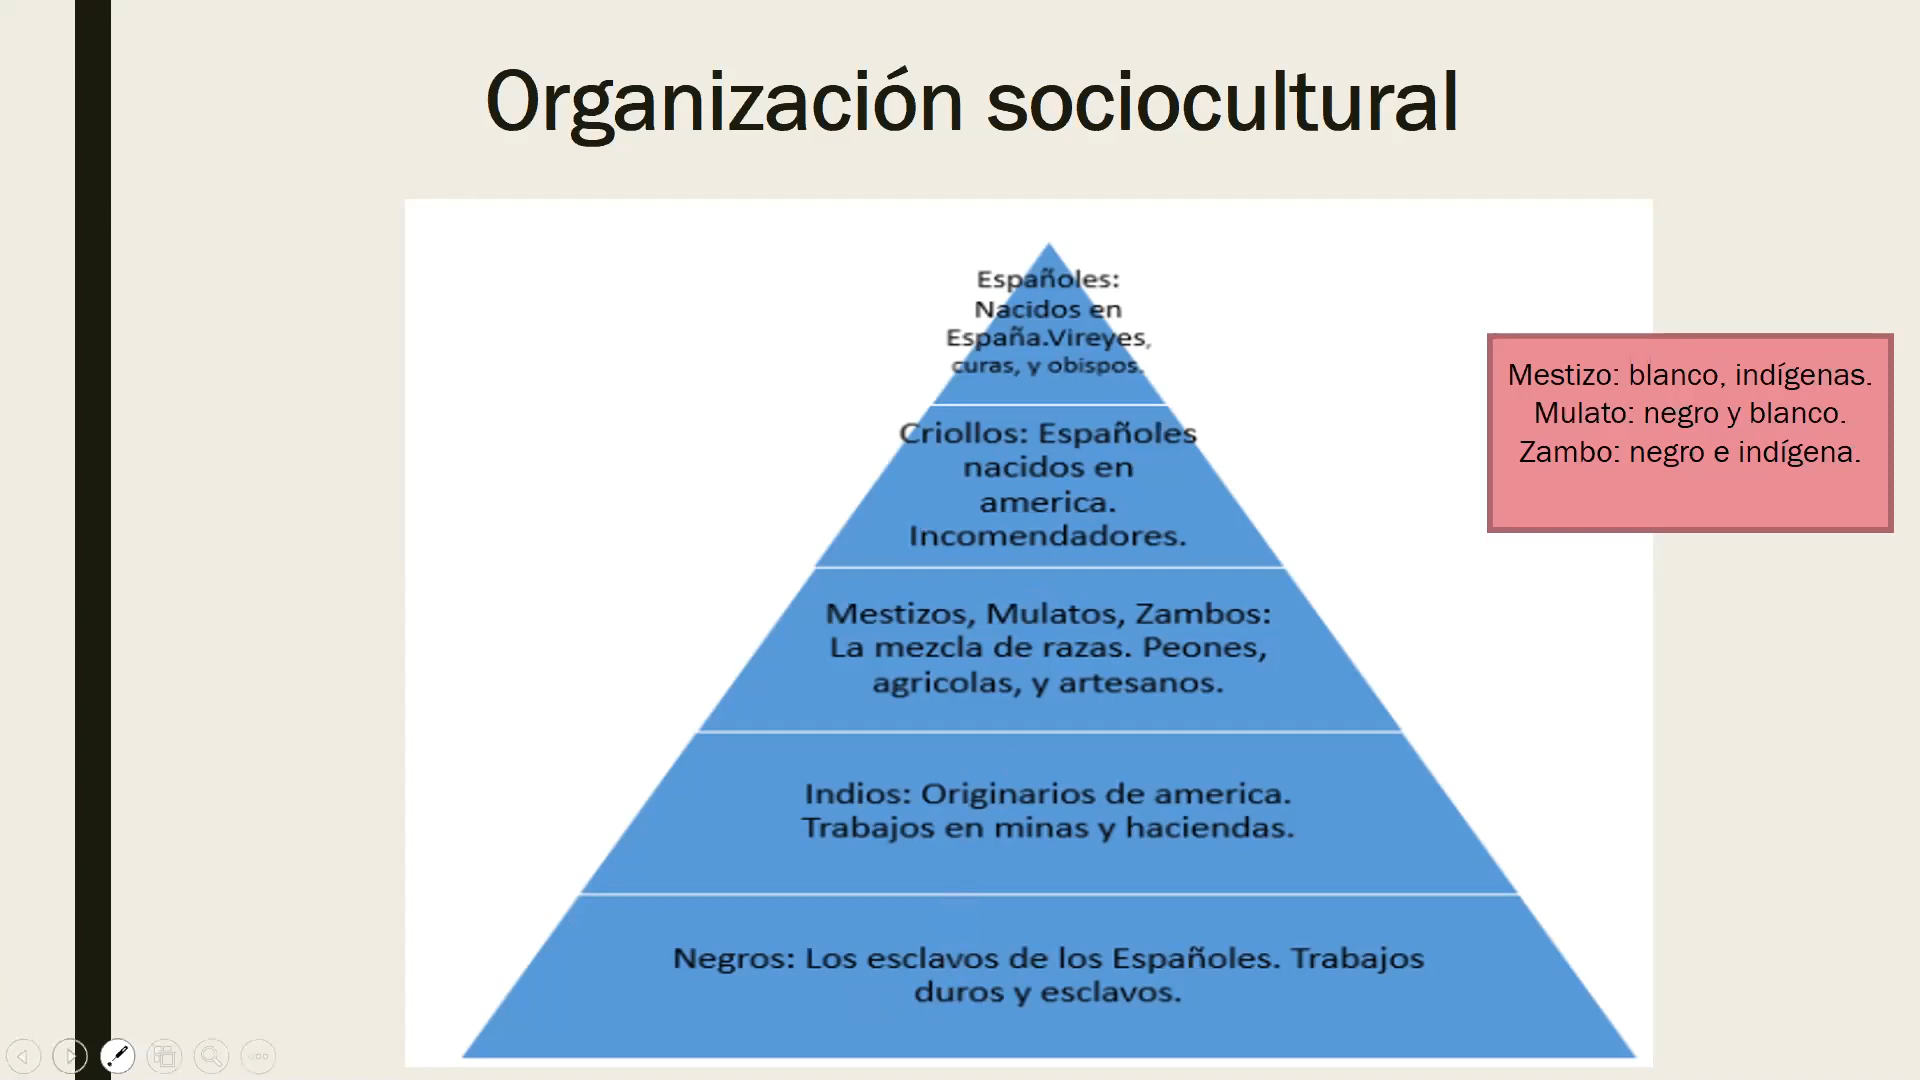 Organización sociocultural
Españoles:
Nacidos en
España.Vireyes,
curas, y obispos.
Criollos: Españoles
nacidos en
america.
Incomendadores.
Mestizos, Mulatos, Zambos:
La mezcla de razas. Peones,
agricolas, y artesanos.
Indios: Originarios de america.
Trabajos en minas y haciendas.
Negros: Los esclavos de los Españoles. Trabajos
duros y esclavos.
Mestizo: blanco, indígenas.
Mulato: negro y blanco.
Zambo: negro e indígena.